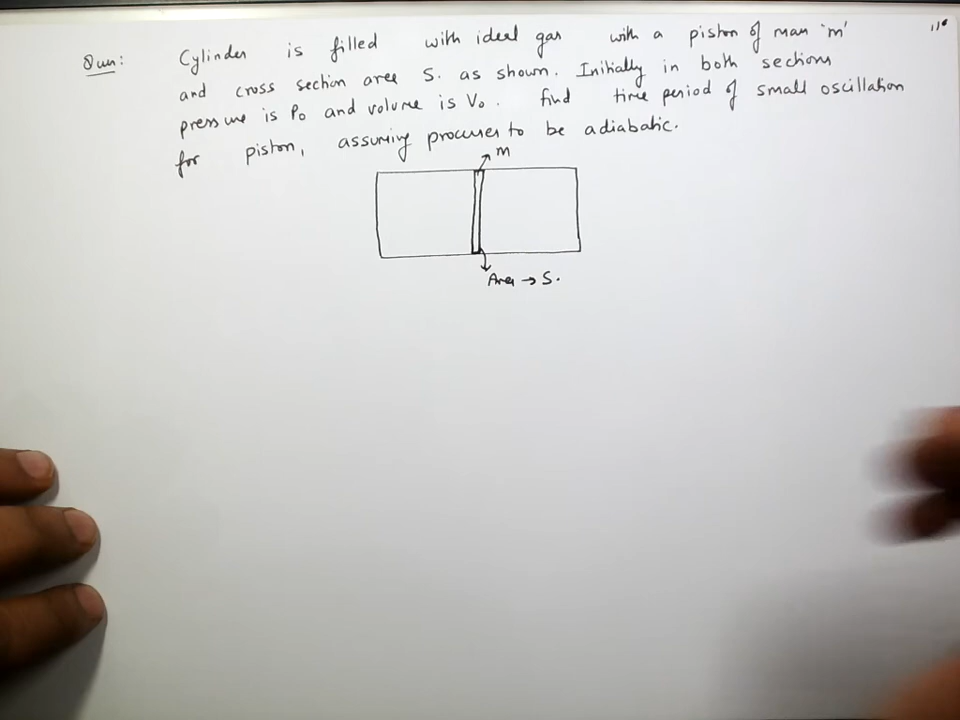 Qun: Cylinder is filled with ideal gas with a piston of mass 'm'
and cross section area S. as shown. Initially in both sections
pressure is P₀ and volume is V₀. find time period of small oscillation
for piston, assuming processes to be adiabatic.
m
Area → S.